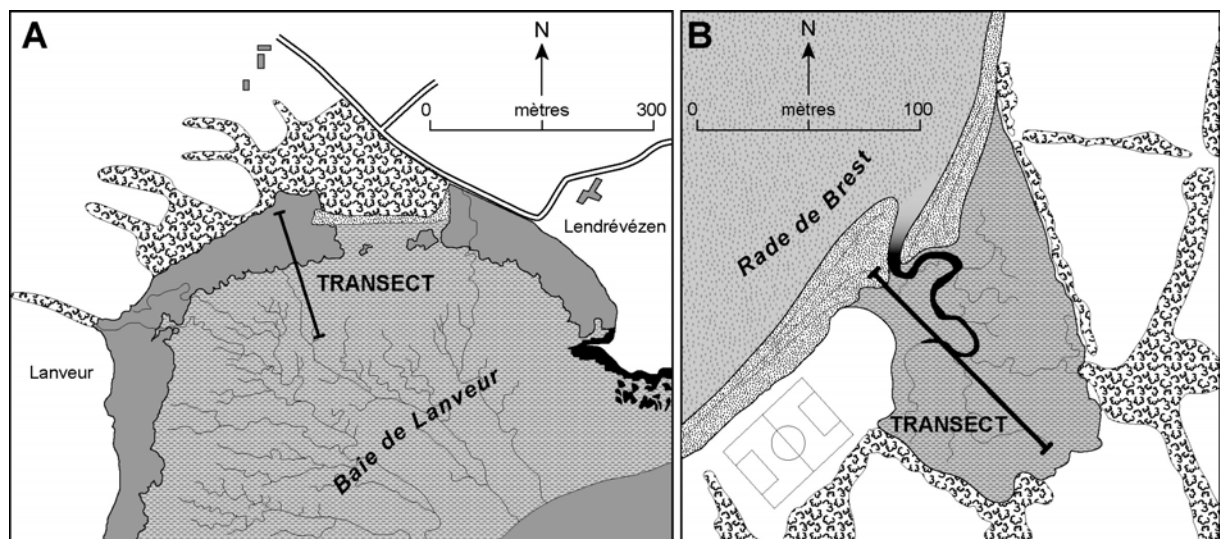 A
N
0 300
mètres
Lendrévézen
TRANSECT
Lanveur
Baie de Lanveur
B
N
0 100
mètres
Rade de Brest
TRANSECT